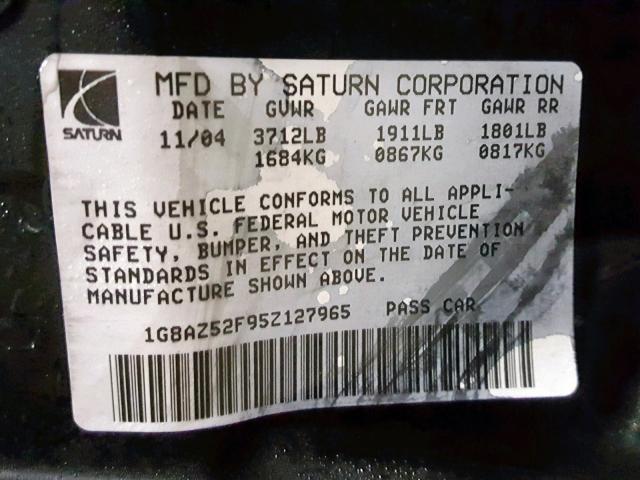 MFD BY SATURN CORPORATION
SATURN
DATE GVWR GAWR FRT GAWR RR
11/04 3712LB 1911LB 1801LB
1684KG 0867KG 0817KG
THIS VEHICLE CONFORMS TO ALL APPLI-
CABLE U.S. FEDERAL MOTOR VEHICLE
SAFETY, BUMPER, AND THEFT PREVENTION
STANDARDS IN EFFECT ON THE DATE OF
MANUFACTURE SHOWN ABOVE.
1G8AZ52F95Z127965 PASS CAR